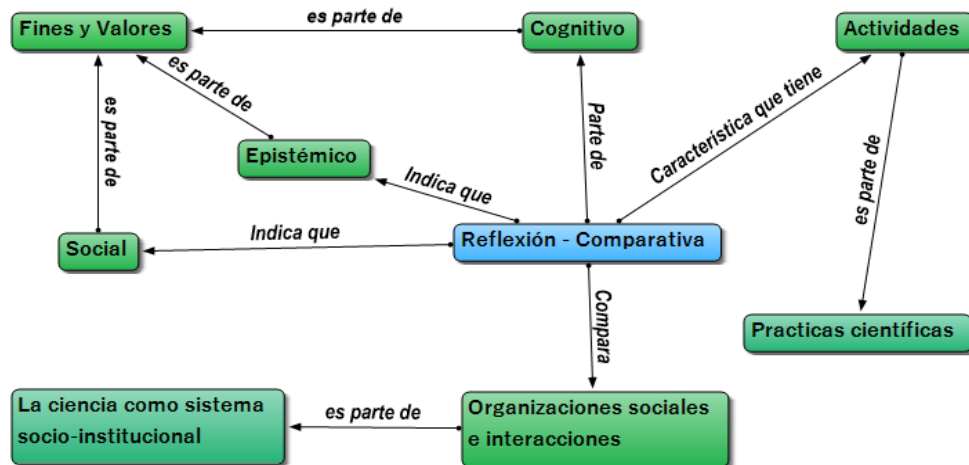 es parte de
Fines y Valores
Cognitivo
Actividades
es parte de
es parte de
Parte de
Característica que tiene
es parte de
Epistémico
Indica que
Social
Indica que
Reflexión - Comparativa
Compara
Practicas científicas
La ciencia como sistema
socio-institucional
es parte de
Organizaciones sociales
e interacciones